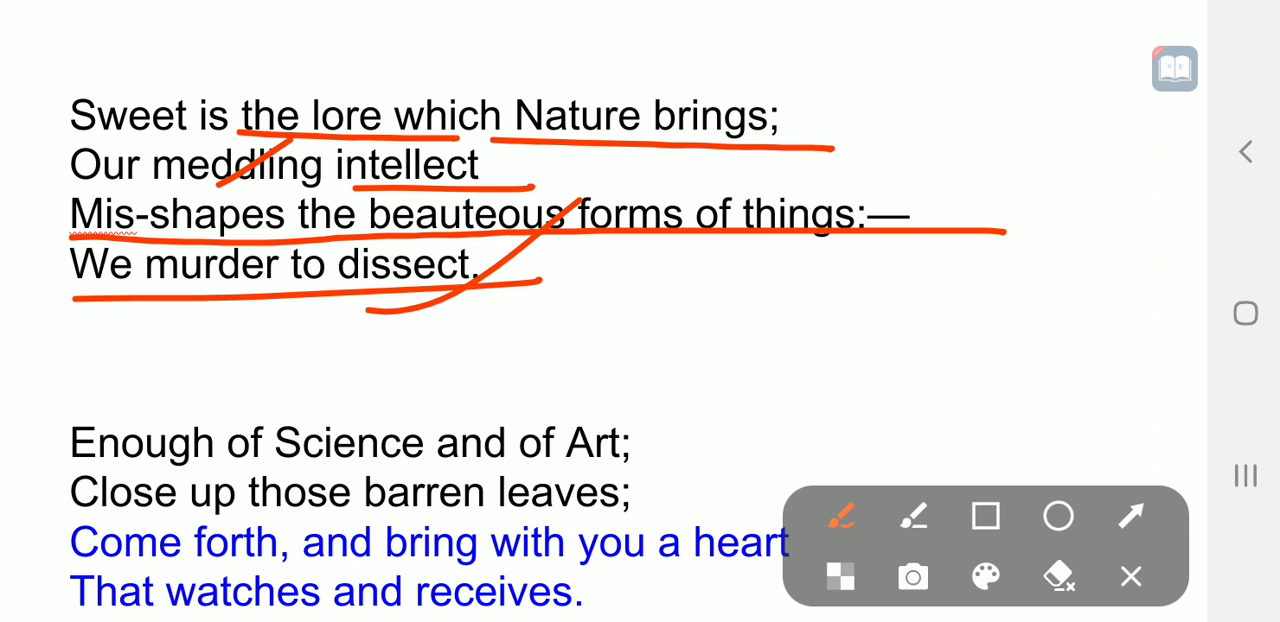 Sweet is the lore which Nature brings;
Our meddling intellect
Mis-shapes the beauteous forms of things:—
We murder to dissect.
Enough of Science and of Art;
Close up those barren leaves;
Come forth, and bring with you a heart
That watches and receives.